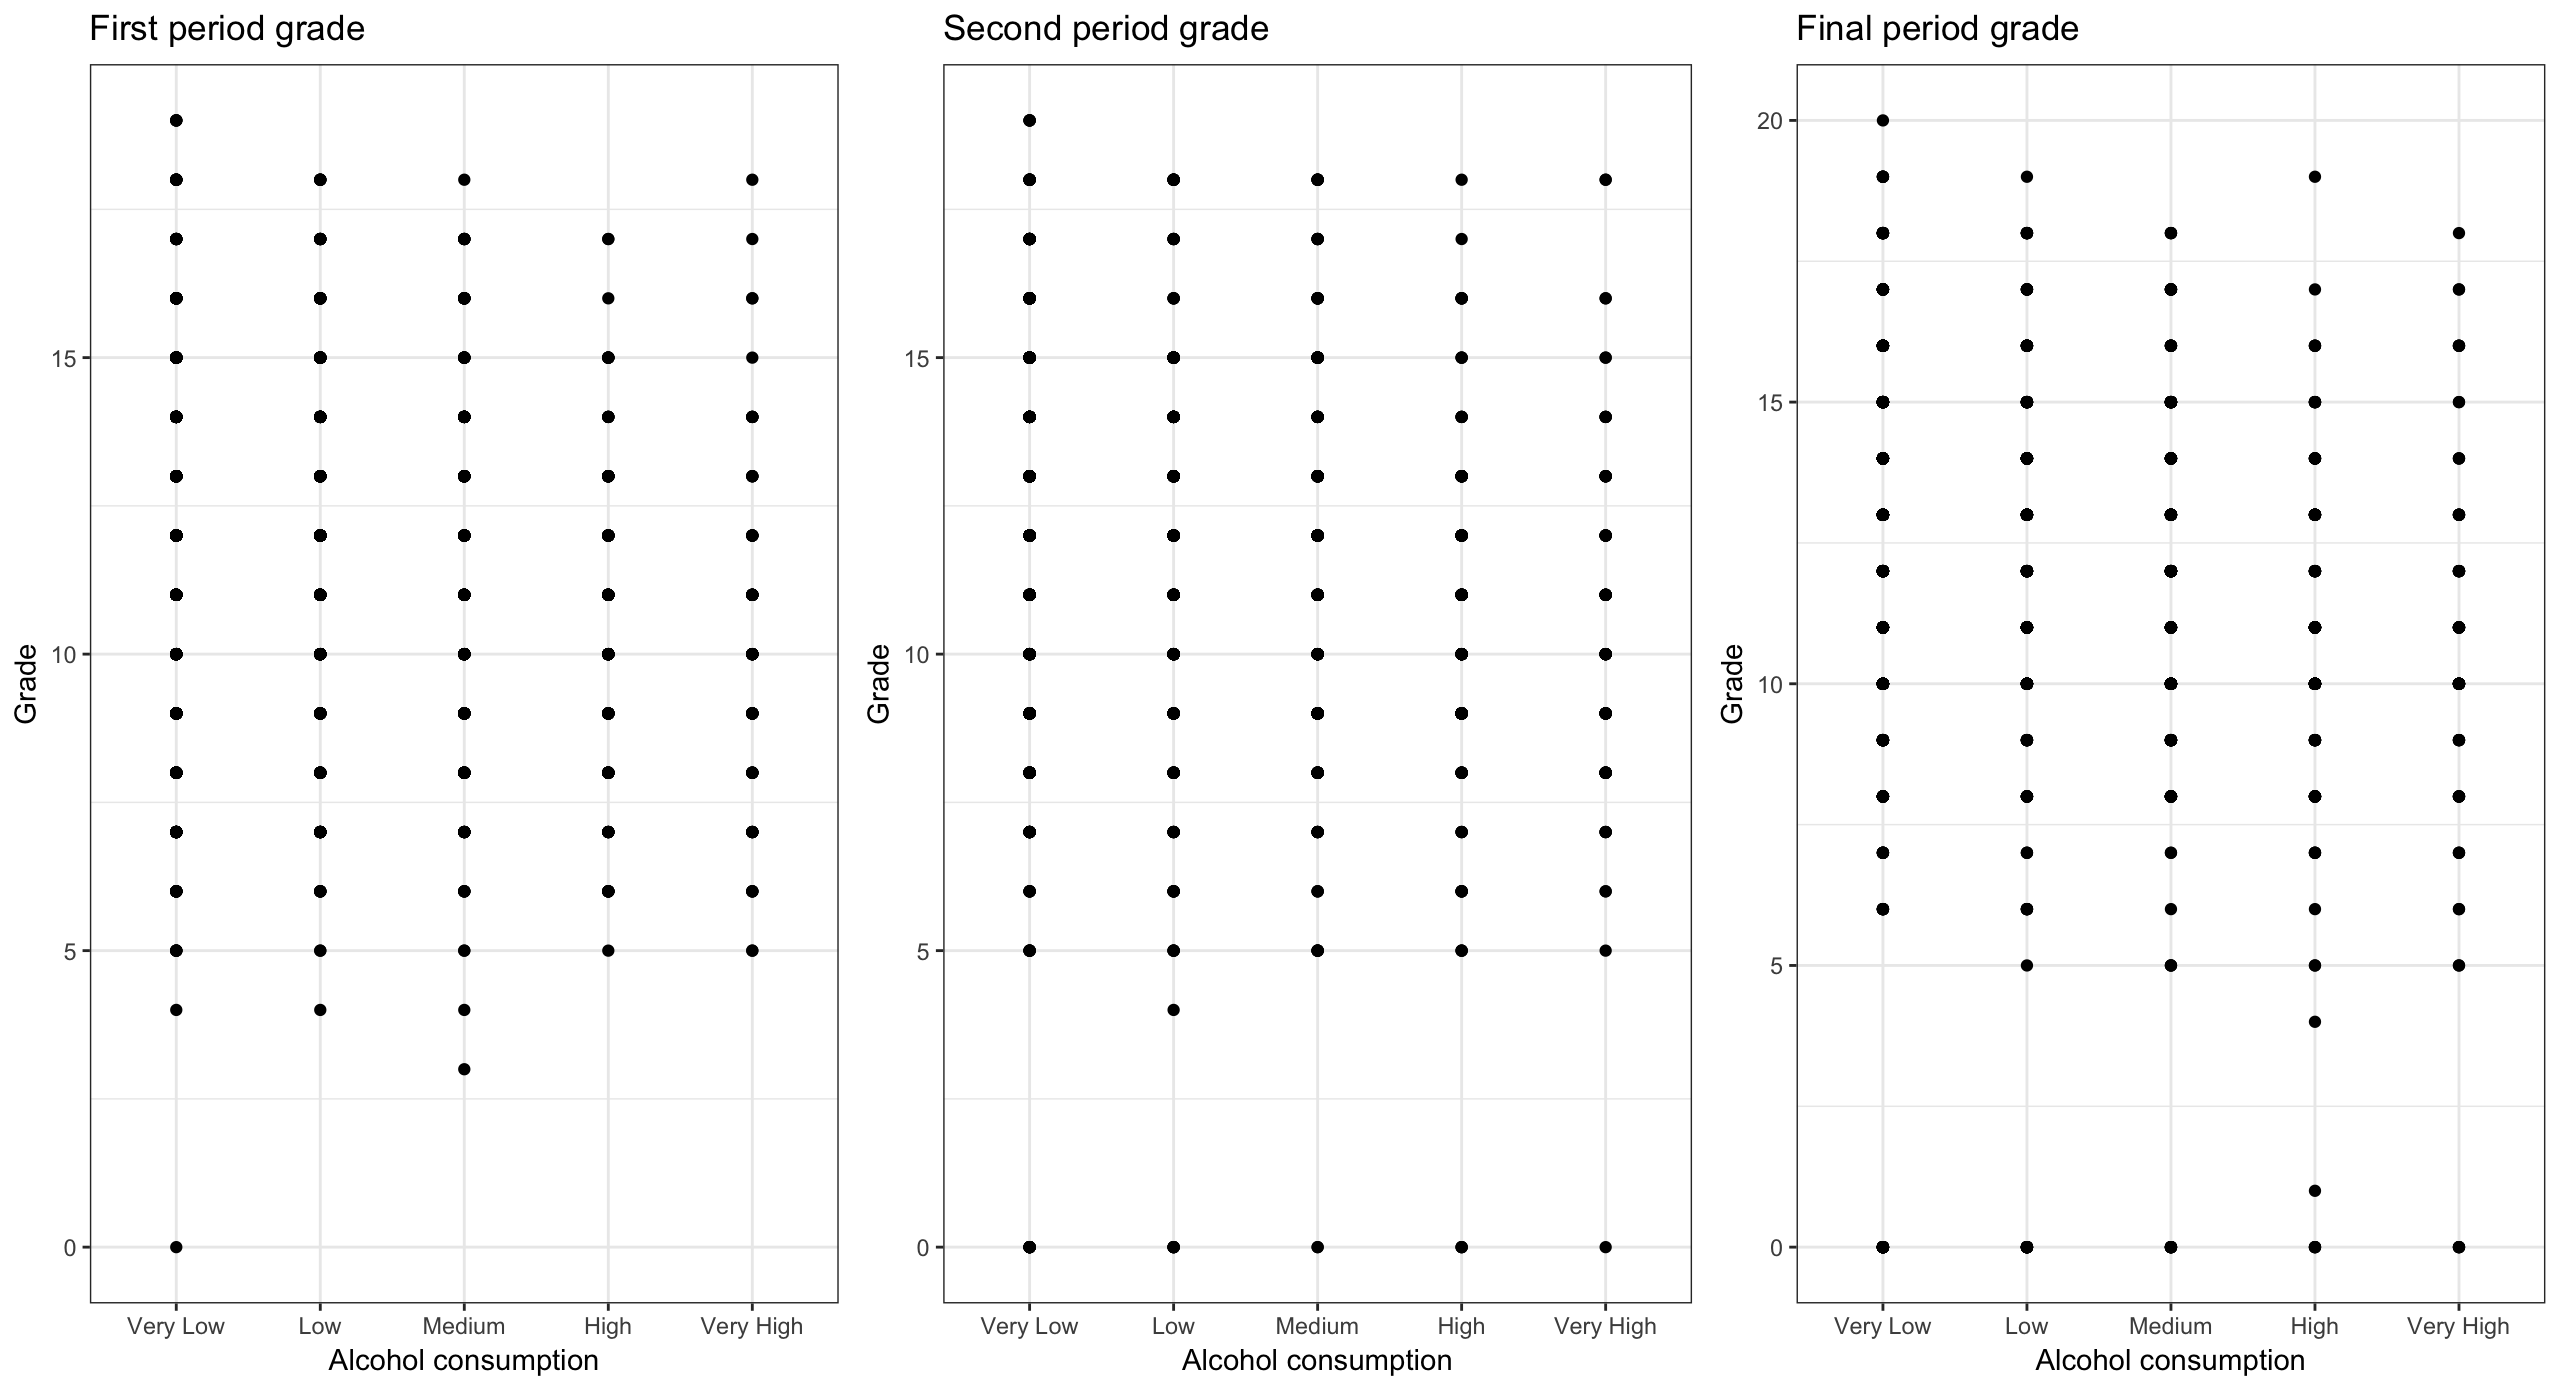 First period grade
Grade
15
10
5
0
Very Low Low Medium High Very High
Alcohol consumption
Second period grade
Grade
15
10
5
0
Very Low Low Medium High Very High
Alcohol consumption
Final period grade
Grade
20
15
10
5
0
Very Low Low Medium High Very High
Alcohol consumption